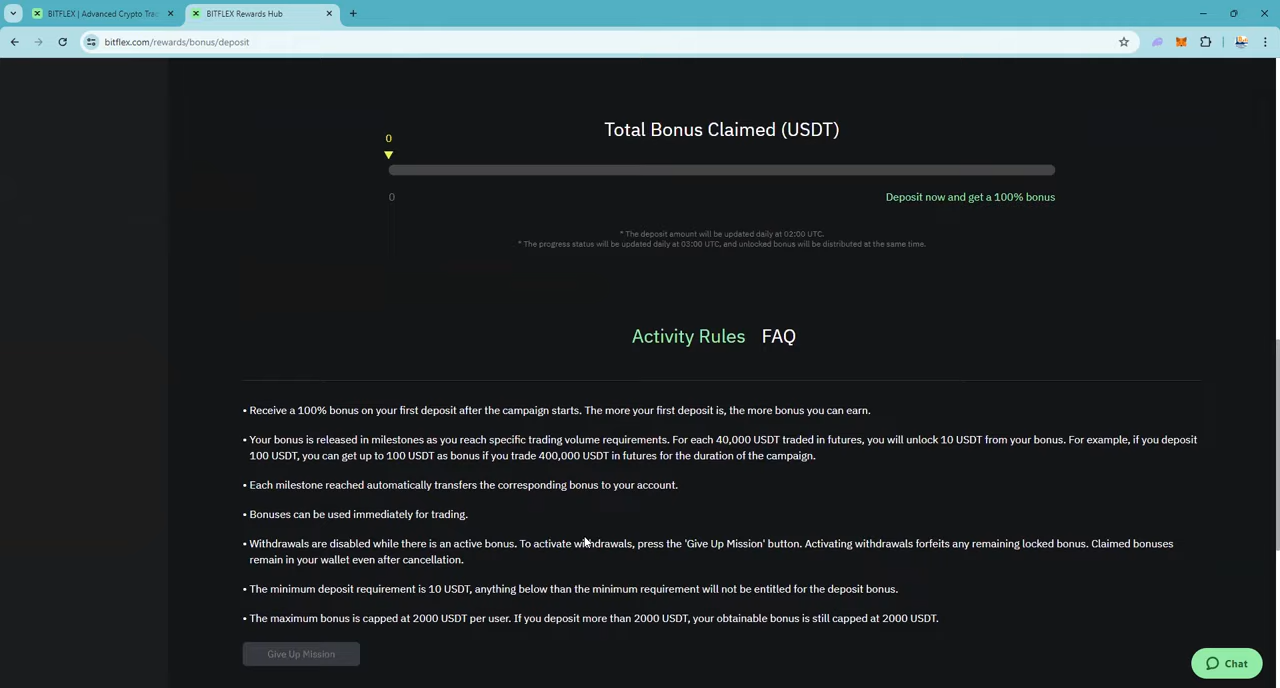 BITFLEX | Advanced Crypto Tra
BITFLEX Rewards Hub
bitflex.com/rewards/bonus/deposit
Total Bonus Claimed (USDT)
0
0
Deposit now and get a 100% bonus
* The deposit amount will be updated daily at 02:00 UTC.
* The progress status will be updated daily at 03:00 UTC, and unlocked bonus will be distributed at the same time.
Activity Rules FAQ
• Receive a 100% bonus on your first deposit after the campaign starts. The more your first deposit is, the more bonus you can earn.
• Your bonus is released in milestones as you reach specific trading volume requirements. For each 40,000 USDT traded in futures, you will unlock 10 USDT from your bonus. For example, if you deposit
100 USDT, you can get up to 100 USDT as bonus if you trade 400,000 USDT in futures for the duration of the campaign.
• Each milestone reached automatically transfers the corresponding bonus to your account.
• Bonuses can be used immediately for trading.
• Withdrawals are disabled while there is an active bonus. To activate withdrawals, press the 'Give Up Mission' button. Activating withdrawals forfeits any remaining locked bonus. Claimed bonuses
remain in your wallet even after cancellation.
• The minimum deposit requirement is 10 USDT, anything below than the minimum requirement will not be entitled for the deposit bonus.
• The maximum bonus is capped at 2000 USDT per user. If you deposit more than 2000 USDT, your obtainable bonus is still capped at 2000 USDT.
Give Up Mission
Chat